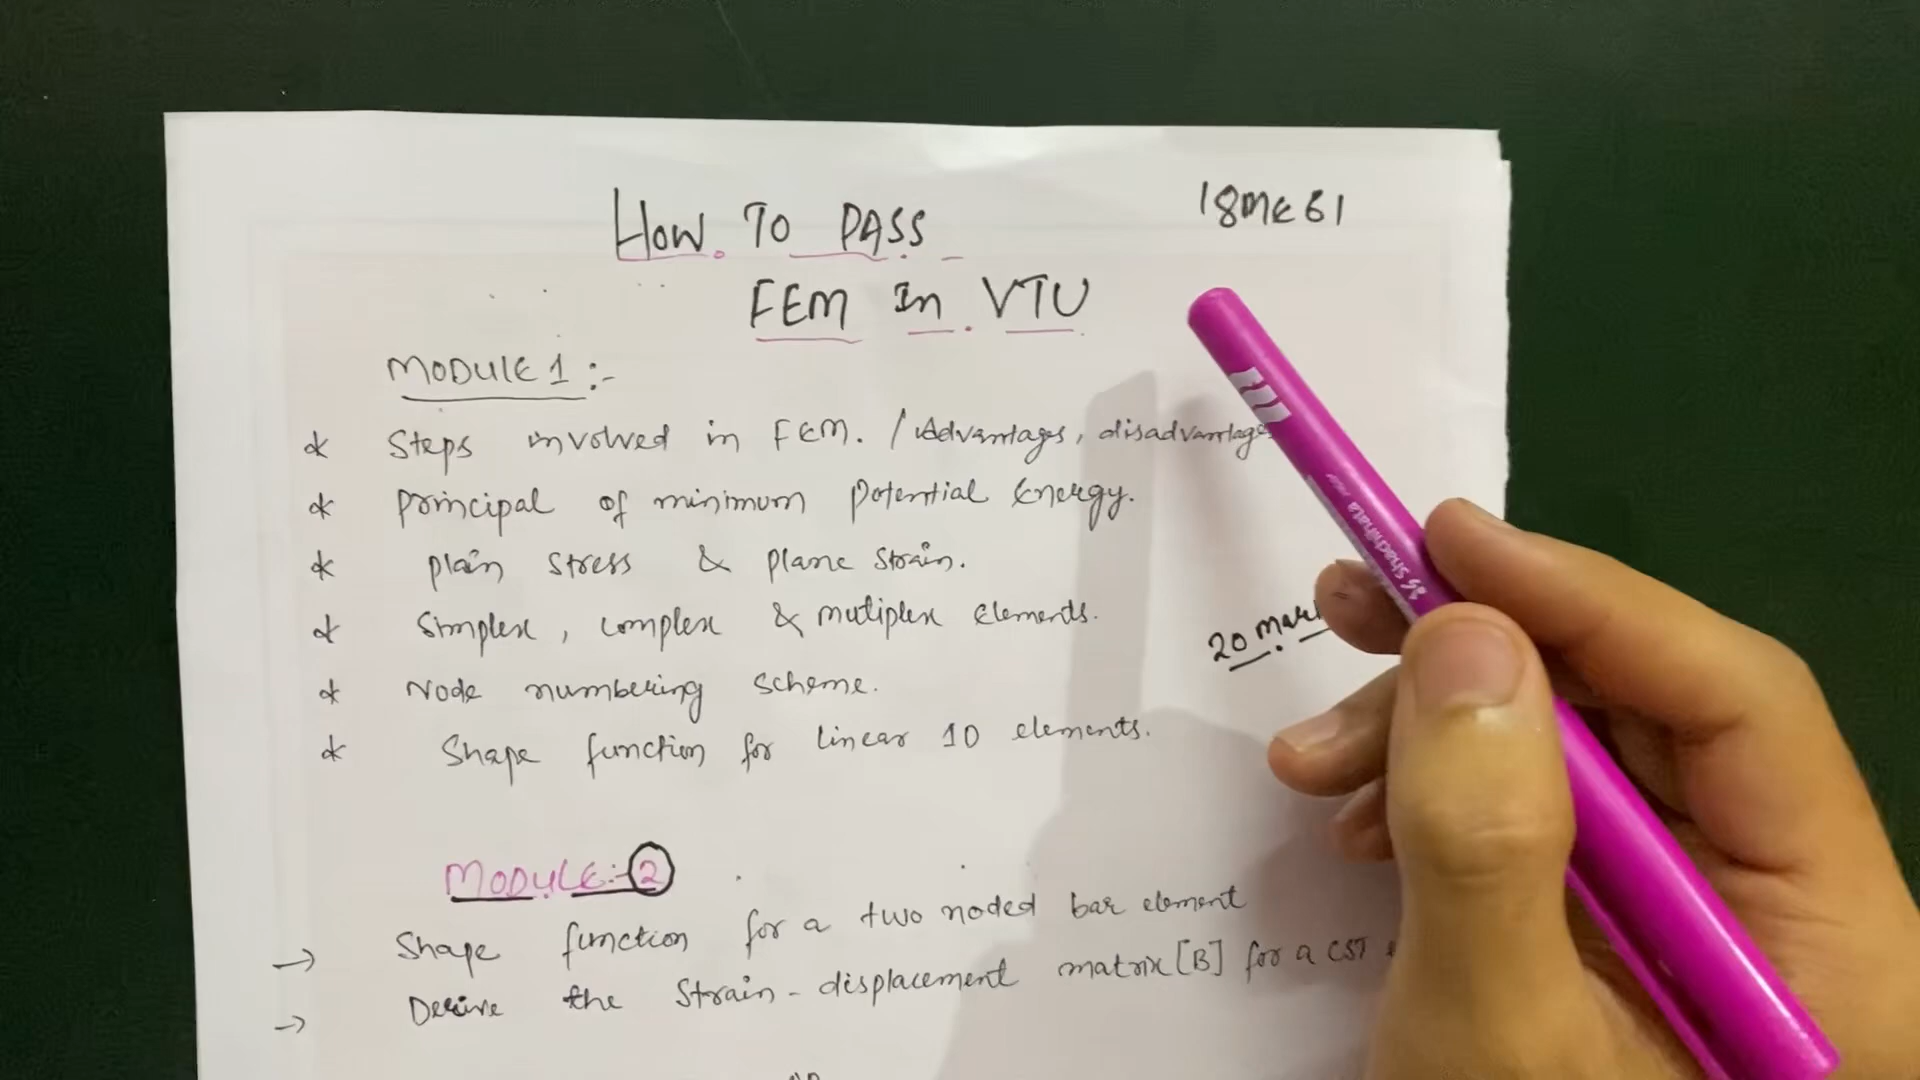 HOW TO PASS
18ME61
FEM In VTU
MODULE 1 :-
* Steps involved in FEM. / Advantages, disadvantages
* Principal of minimum Potential Energy.
* plain stress & plane strain.
* Simplex, complex & mutiplex elements.
20 mark
* Node numbering scheme.
* Shape function for linear 1D elements.
MODULE:- 2
→ Shape function for a two noded bar element
→ Derive the Strain-displacement matrix [B] for a CST
Shachihata